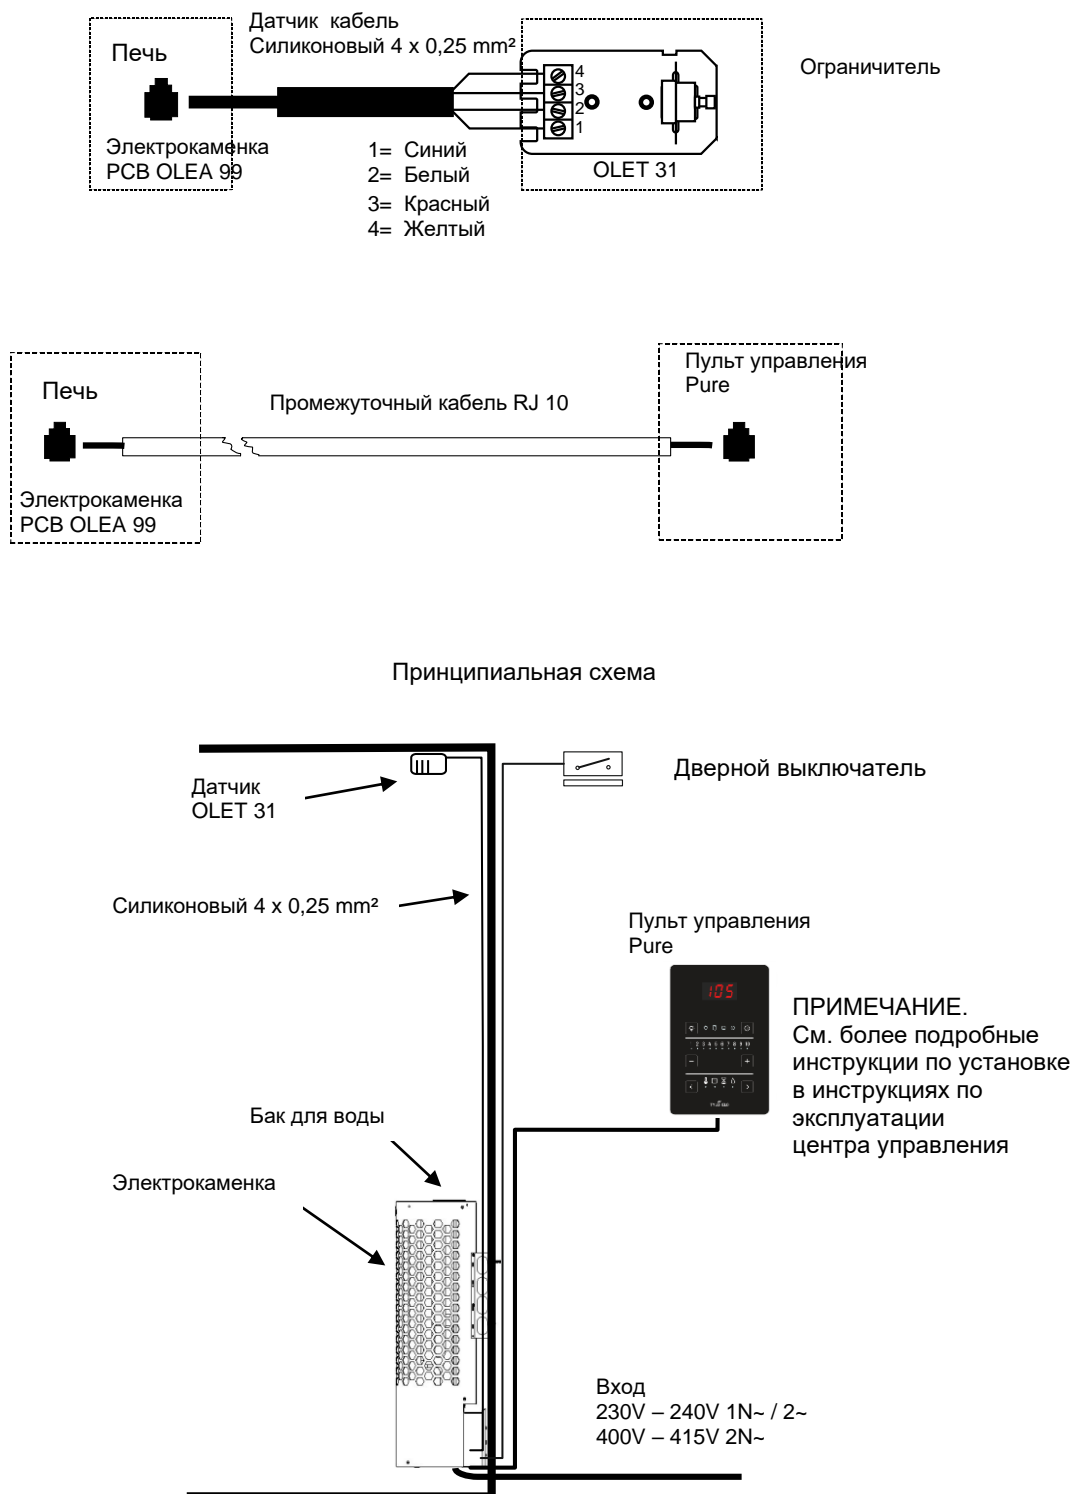 Датчик кабель
Силиконовый 4 x 0,25 mm²
Печь
Ограничитель
4
3
2
1
Электрокаменка
PCB OLEA 99
1= Синий
2= Белый
3= Красный
4= Желтый
OLET 31
Пульт управления
Pure
Печь
Промежуточный кабель RJ 10
Электрокаменка
PCB OLEA 99
Принципиальная схема
Дверной выключатель
Датчик
OLET 31
Силиконовый 4 x 0,25 mm²
Пульт управления
Pure
105
ПРИМЕЧАНИЕ.
См. более подробные
инструкции по установке
в инструкциях по
эксплуатации
центра управления
Бак для воды
Электрокаменка
Вход
230V – 240V 1N~ / 2~
400V – 415V 2N~